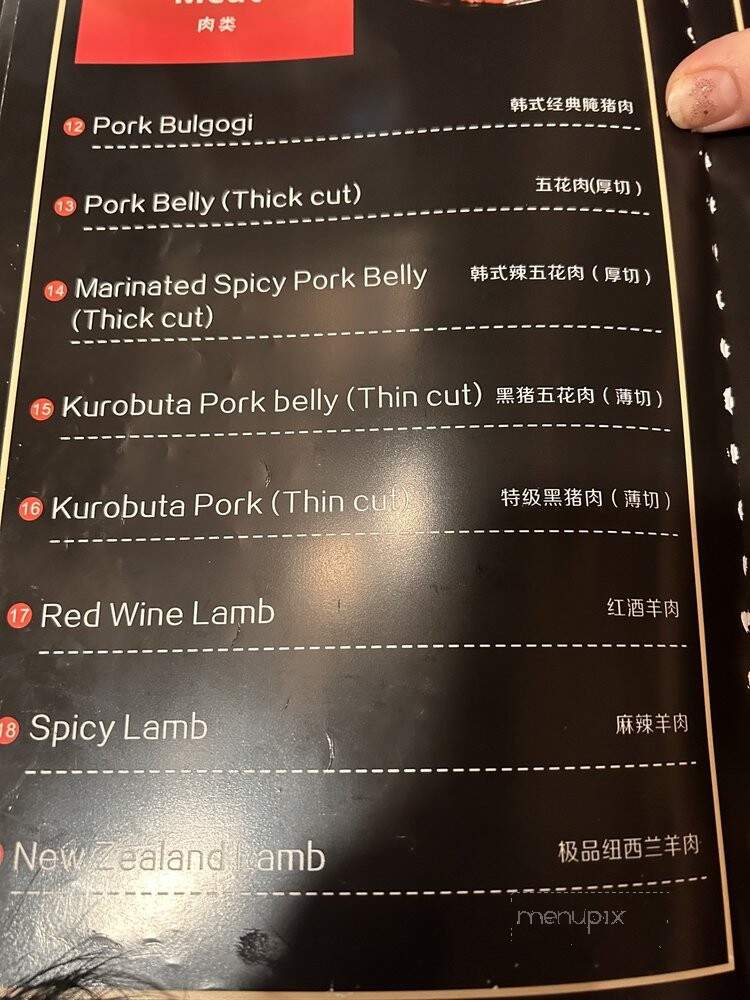 Meat
肉类
12 Pork Bulgogi 韩式经典腌猪肉
13 Pork Belly (Thick cut) 五花肉(厚切)
14 Marinated Spicy Pork Belly 韩式辣五花肉(厚切)
(Thick cut)
15 Kurobuta Pork belly (Thin cut) 黑猪五花肉(薄切)
16 Kurobuta Pork (Thin cut) 特级黑猪肉(薄切)
17 Red Wine Lamb 红酒羊肉
18 Spicy Lamb 麻辣羊肉
New Zealand Lamb 极品纽西兰羊肉
menupix